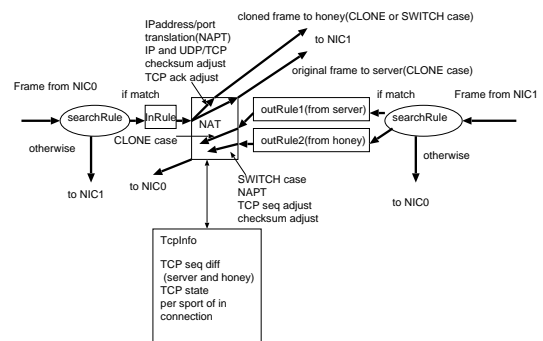 IPaddress/port
translation(NAPT)
IP and UDP/TCP
checksum adjust
TCP ack adjust
cloned frame to honey(CLONE or SWITCH case)
to NIC1
original frame to server(CLONE case)
Frame from NIC0
if match
searchRule
InRule
NAT
outRule1(from server)
outRule2(from honey)
if match
Frame from NIC1
searchRule
otherwise
CLONE case
otherwise
to NIC1
to NIC0
SWITCH case
NAPT
TCP seq adjust
checksum adjust
to NIC0
TcpInfo
TCP seq diff
(server and honey)
TCP state
per sport of in
connection